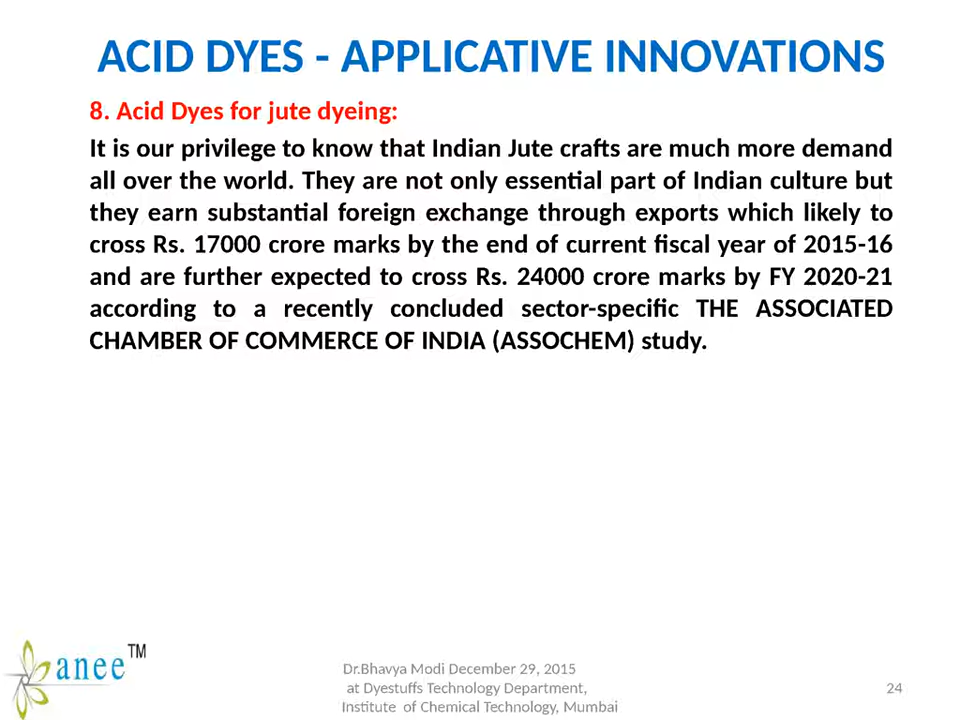 ACID DYES - APPLICATIVE INNOVATIONS
8. Acid Dyes for jute dyeing:
It is our privilege to know that Indian Jute crafts are much more demand
all over the world. They are not only essential part of Indian culture but
they earn substantial foreign exchange through exports which likely to
cross Rs. 17000 crore marks by the end of current fiscal year of 2015-16
and are further expected to cross Rs. 24000 crore marks by FY 2020-21
according to a recently concluded sector-specific THE ASSOCIATED
CHAMBER OF COMMERCE OF INDIA (ASSOCHEM) study.
anee TM
Dr.Bhavya Modi December 29, 2015
at Dyestuffs Technology Department,
Institute of Chemical Technology, Mumbai
24